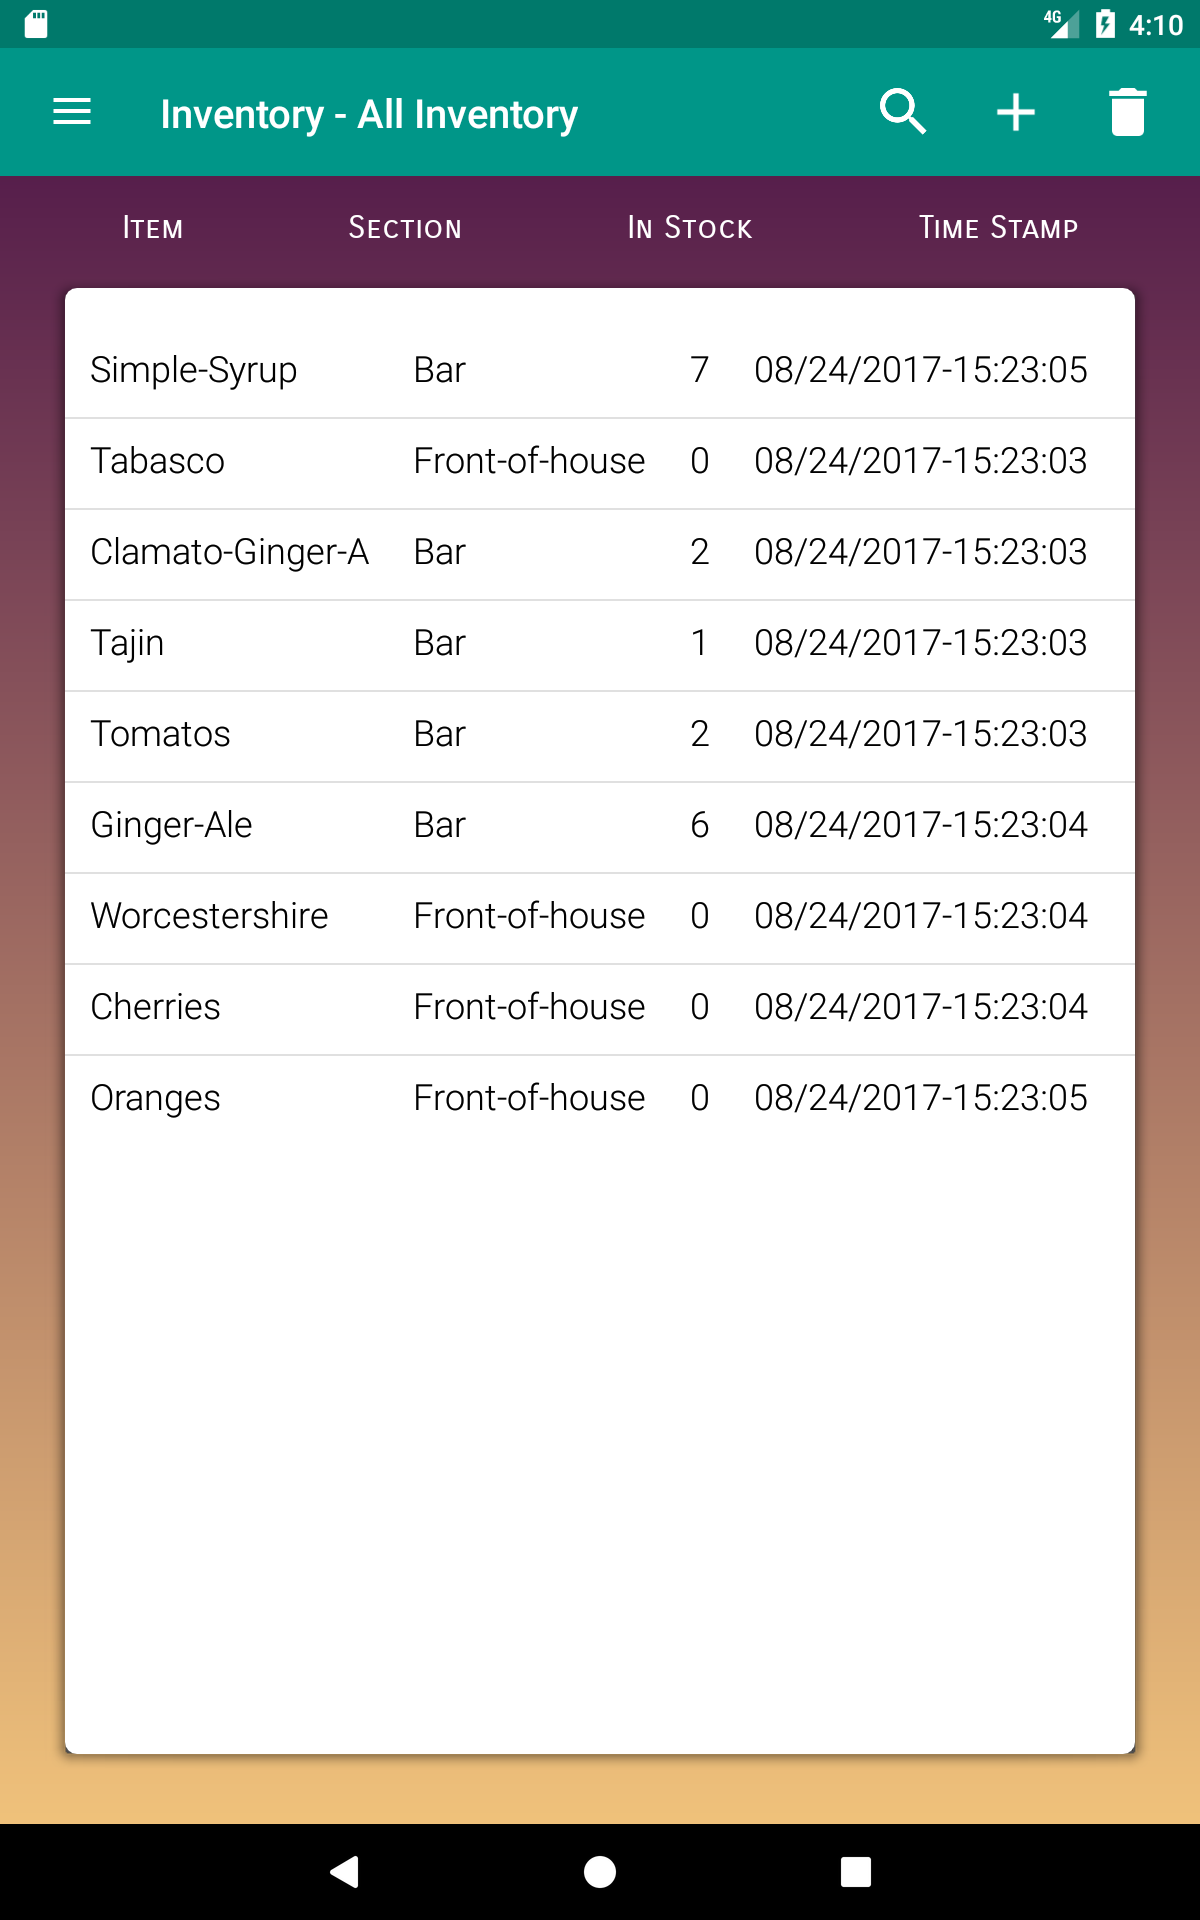 4G 4:10
Inventory - All Inventory
Item Section In Stock Time Stamp
Simple-Syrup Bar 7 08/24/2017-15:23:05
Tabasco Front-of-house 0 08/24/2017-15:23:03
Clamato-Ginger-A Bar 2 08/24/2017-15:23:03
Tajin Bar 1 08/24/2017-15:23:03
Tomatos Bar 2 08/24/2017-15:23:03
Ginger-Ale Bar 6 08/24/2017-15:23:04
Worcestershire Front-of-house 0 08/24/2017-15:23:04
Cherries Front-of-house 0 08/24/2017-15:23:04
Oranges Front-of-house 0 08/24/2017-15:23:05